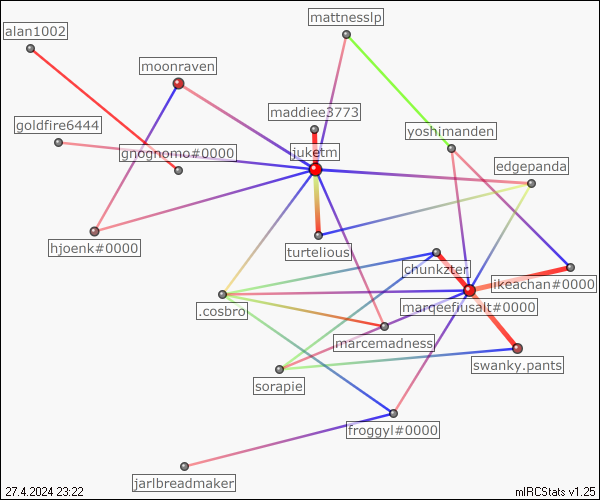 mattnesslp
alan1002
moonraven
maddiee3773
goldfire6444
yoshimanden
gnognomo#0000
juketm
edgepanda
hjoenk#0000
turtelious
chunkzter
ikeachan#0000
.cosbro
marqeefiusalt#0000
marcemadness
swanky.pants
sorapie
froggyl#0000
jarlbreadmaker
27.4.2024 23:22
mIRCStats v1.25